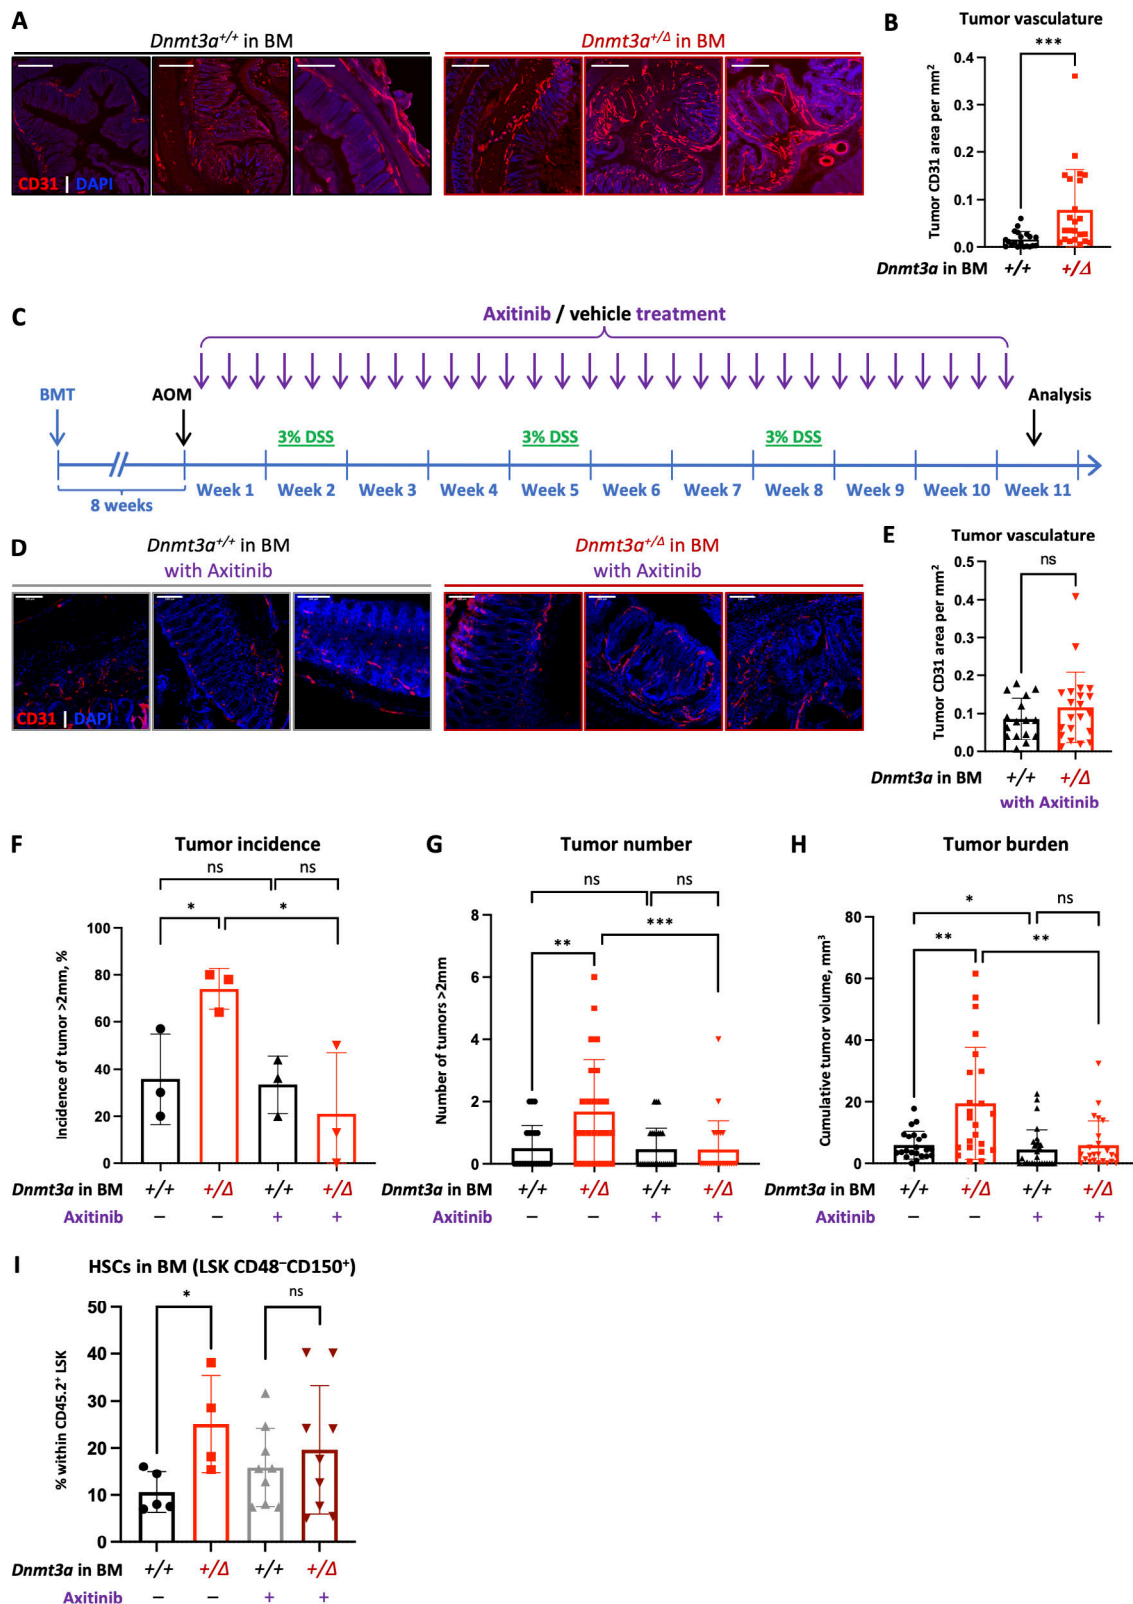 A
Dnmt3a+/+ in BM
Dnmt3a+/Δ in BM
CD31 | DAPI
B
Tumor vasculature
***
Tumor CD31 area per mm2
0.4
0.3
0.2
0.1
0.0
Dnmt3a in BM +/+ +/Δ
C
Axitinib / vehicle treatment
BMT
AOM
Analysis
3% DSS
3% DSS
3% DSS
8 weeks
Week 1 Week 2 Week 3 Week 4 Week 5 Week 6 Week 7 Week 8 Week 9 Week 10 Week 11
D
Dnmt3a+/+ in BM
with Axitinib
Dnmt3a+/Δ in BM
with Axitinib
CD31 | DAPI
E
Tumor vasculature
ns
Tumor CD31 area per mm2
0.5
0.4
0.3
0.2
0.1
0.0
Dnmt3a in BM +/+ +/Δ
with Axitinib
F
Tumor incidence
ns ns
* *
Incidence of tumor >2mm, %
100
80
60
40
20
0
Dnmt3a in BM +/+ +/Δ +/+ +/Δ
Axitinib − − + +
G
Tumor number
ns ns
** ***
Number of tumors >2mm
8
6
4
2
0
Dnmt3a in BM +/+ +/Δ +/+ +/Δ
Axitinib − − + +
H
Tumor burden
* ns
** **
Cumulative tumor volume, mm3
80
60
40
20
0
Dnmt3a in BM +/+ +/Δ +/+ +/Δ
Axitinib − − + +
I
HSCs in BM (LSK CD48−CD150+)
* ns
% within CD45.2+ LSK
50
40
30
20
10
0
Dnmt3a in BM +/+ +/Δ +/+ +/Δ
Axitinib − − + +